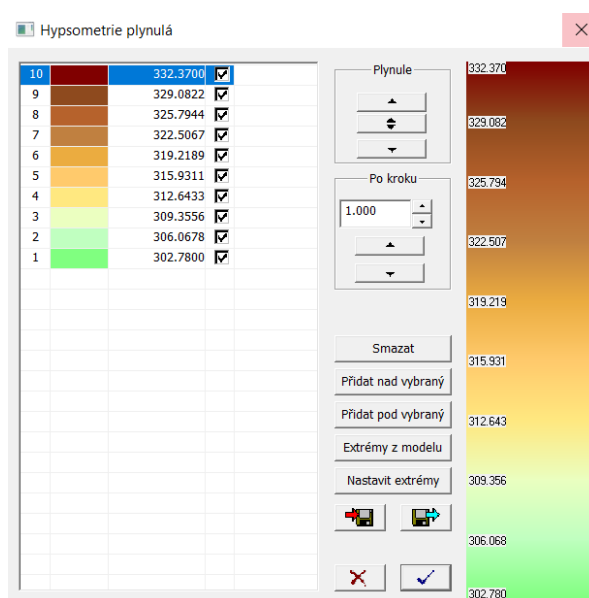 Hypsometrie plynulá
10 332.3700
9 329.0822
8 325.7944
7 322.5067
6 319.2189
5 315.9311
4 312.6433
3 309.3556
2 306.0678
1 302.7800
Plynule
Po kroku
1.000
Smazat
Přidat nad vybraný
Přidat pod vybraný
Extrémy z modelu
Nastavit extrémy
332.370
329.082
325.794
322.507
319.219
315.931
312.643
309.356
306.068
302.780